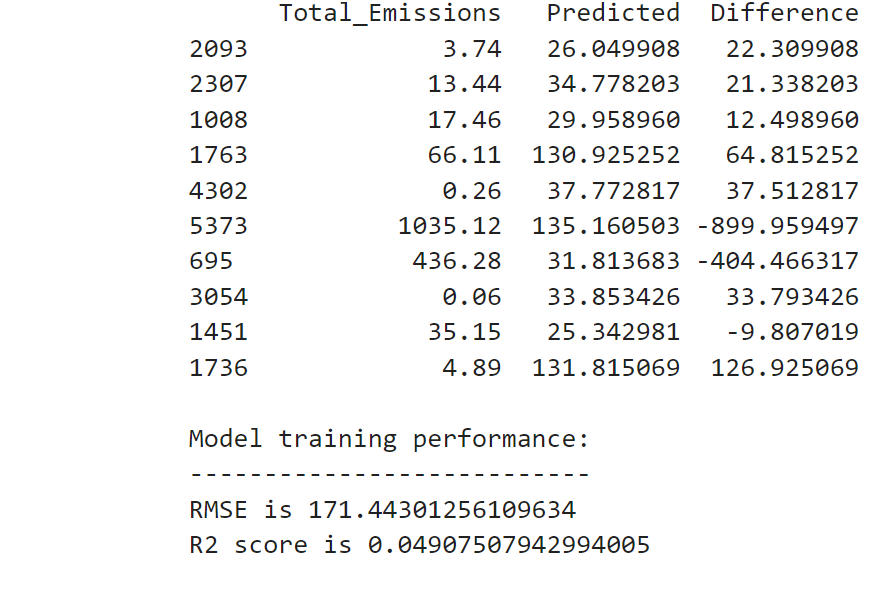 Total_Emissions Predicted Difference
2093 3.74 26.049908 22.309908
2307 13.44 34.778203 21.338203
1008 17.46 29.958960 12.498960
1763 66.11 130.925252 64.815252
4302 0.26 37.772817 37.512817
5373 1035.12 135.160503 -899.959497
695 436.28 31.813683 -404.466317
3054 0.06 33.853426 33.793426
1451 35.15 25.342981 -9.807019
1736 4.89 131.815069 126.925069
Model training performance:
---------------------------
RMSE is 171.44301256109634
R2 score is 0.04907507942994005